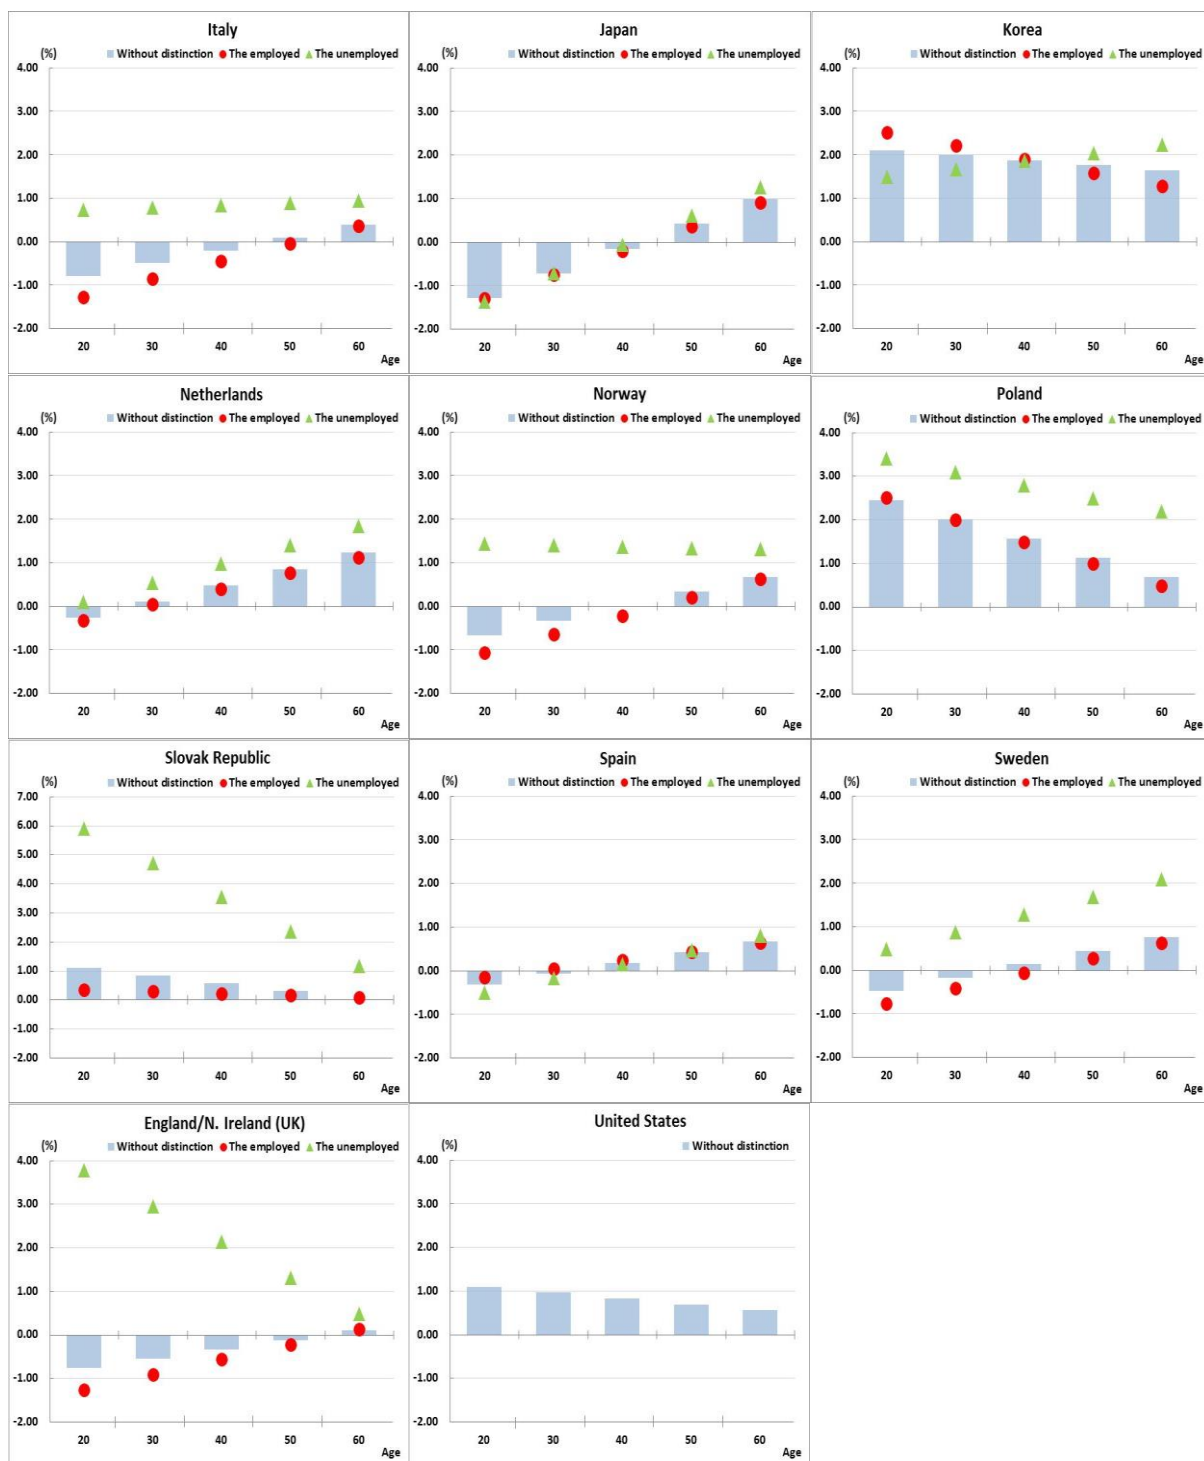 Italy
(%)
Without distinction The employed The unemployed
4.00
3.00
2.00
1.00
0.00
-1.00
-2.00
20 30 40 50 60
Age
Japan
(%)
Without distinction The employed The unemployed
4.00
3.00
2.00
1.00
0.00
-1.00
-2.00
20 30 40 50 60
Age
Korea
(%)
Without distinction The employed The unemployed
4.00
3.00
2.00
1.00
0.00
-1.00
-2.00
20 30 40 50 60
Age
Netherlands
(%)
Without distinction The employed The unemployed
4.00
3.00
2.00
1.00
0.00
-1.00
-2.00
20 30 40 50 60
Age
Norway
(%)
Without distinction The employed The unemployed
4.00
3.00
2.00
1.00
0.00
-1.00
-2.00
20 30 40 50 60
Age
Poland
(%)
Without distinction The employed The unemployed
4.00
3.00
2.00
1.00
0.00
-1.00
-2.00
20 30 40 50 60
Age
Slovak Republic
(%)
Without distinction The employed The unemployed
7.00
6.00
5.00
4.00
3.00
2.00
1.00
0.00
-1.00
-2.00
20 30 40 50 60
Age
Spain
(%)
Without distinction The employed The unemployed
4.00
3.00
2.00
1.00
0.00
-1.00
-2.00
20 30 40 50 60
Age
Sweden
(%)
Without distinction The employed The unemployed
4.00
3.00
2.00
1.00
0.00
-1.00
-2.00
20 30 40 50 60
Age
England/N. Ireland (UK)
(%)
Without distinction The employed The unemployed
4.00
3.00
2.00
1.00
0.00
-1.00
-2.00
20 30 40 50 60
Age
United States
(%)
Without distinction
4.00
3.00
2.00
1.00
0.00
-1.00
-2.00
20 30 40 50 60
Age